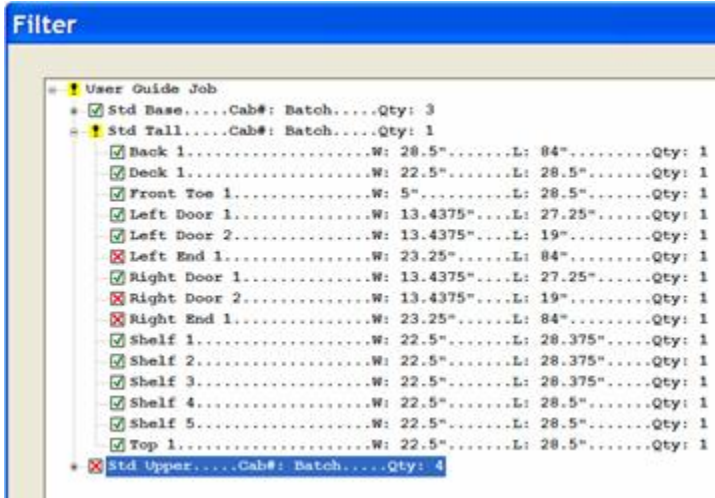 Filter
User Guide Job
Std Base.....Cab#: Batch.....Qty: 3
Std Tall.....Cab#: Batch.....Qty: 1
Back 1....................W: 28.5".......L: 84".........Qty: 1
Deck 1....................W: 22.5".......L: 28.5".......Qty: 1
Front Toe 1...............W: 5"..........L: 28.5".......Qty: 1
Left Door 1...............W: 13.4375"....L: 27.25"......Qty: 1
Left Door 2...............W: 13.4375"....L: 19".........Qty: 1
Left End 1................W: 23.25"......L: 84".........Qty: 1
Right Door 1..............W: 13.4375"....L: 27.25"......Qty: 1
Right Door 2..............W: 13.4375"....L: 19".........Qty: 1
Right End 1...............W: 23.25"......L: 84".........Qty: 1
Shelf 1...................W: 22.5".......L: 28.375".....Qty: 1
Shelf 2...................W: 22.5".......L: 28.375".....Qty: 1
Shelf 3...................W: 22.5".......L: 28.375".....Qty: 1
Shelf 4...................W: 22.5".......L: 28.5".......Qty: 1
Shelf 5...................W: 22.5".......L: 28.5".......Qty: 1
Top 1.....................W: 22.5".......L: 28.5".......Qty: 1
Std Upper.....Cab#: Batch.....Qty: 4